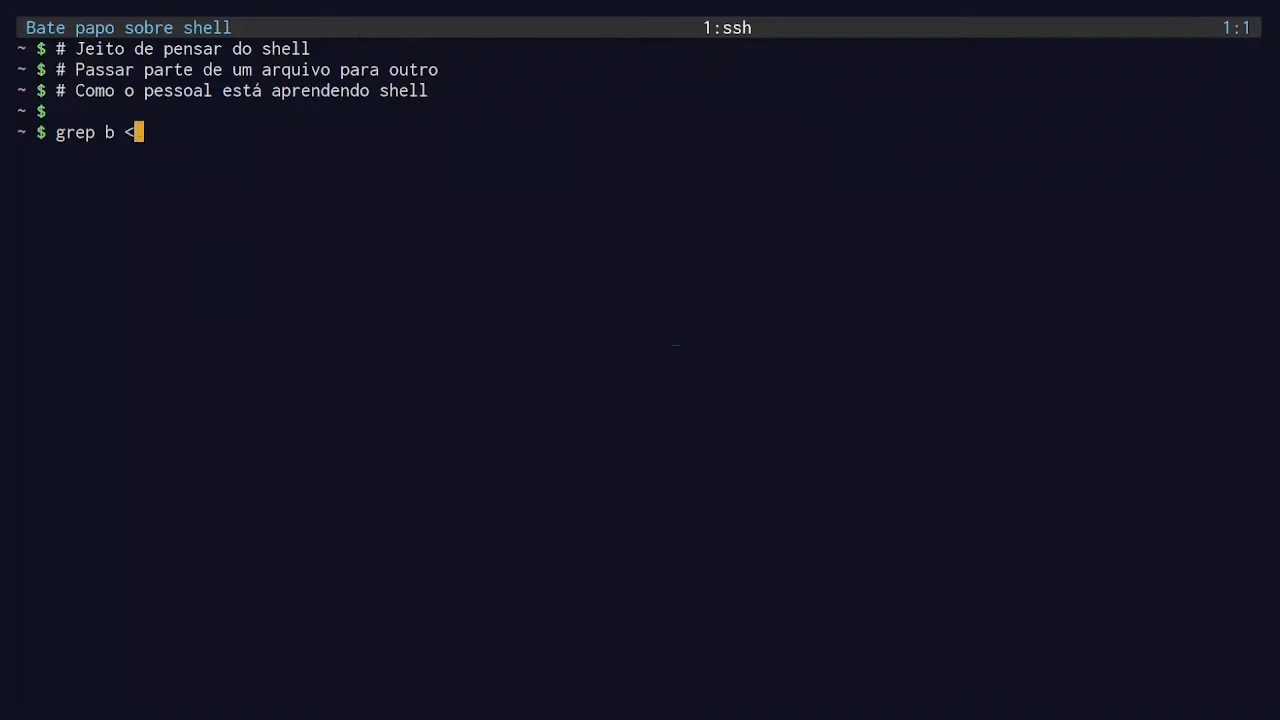 Bate papo sobre shell 1:ssh 1:1
~ $ # Jeito de pensar do shell
~ $ # Passar parte de um arquivo para outro
~ $ # Como o pessoal está aprendendo shell
~ $
~ $ grep b <